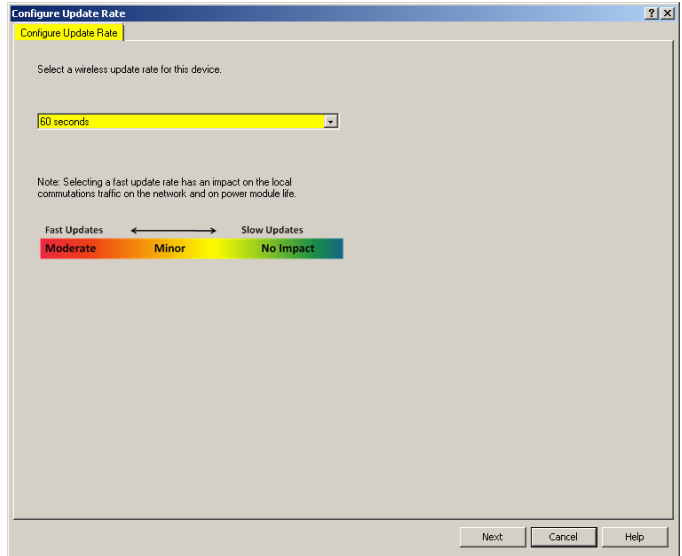 Configure Update Rate
Configure Update Rate
Select a wireless update rate for this device.
60 seconds
Note: Selecting a fast update rate has an impact on the local
commutations traffic on the network and on power module life.
Fast Updates Slow Updates
Moderate Minor No Impact
Next Cancel Help